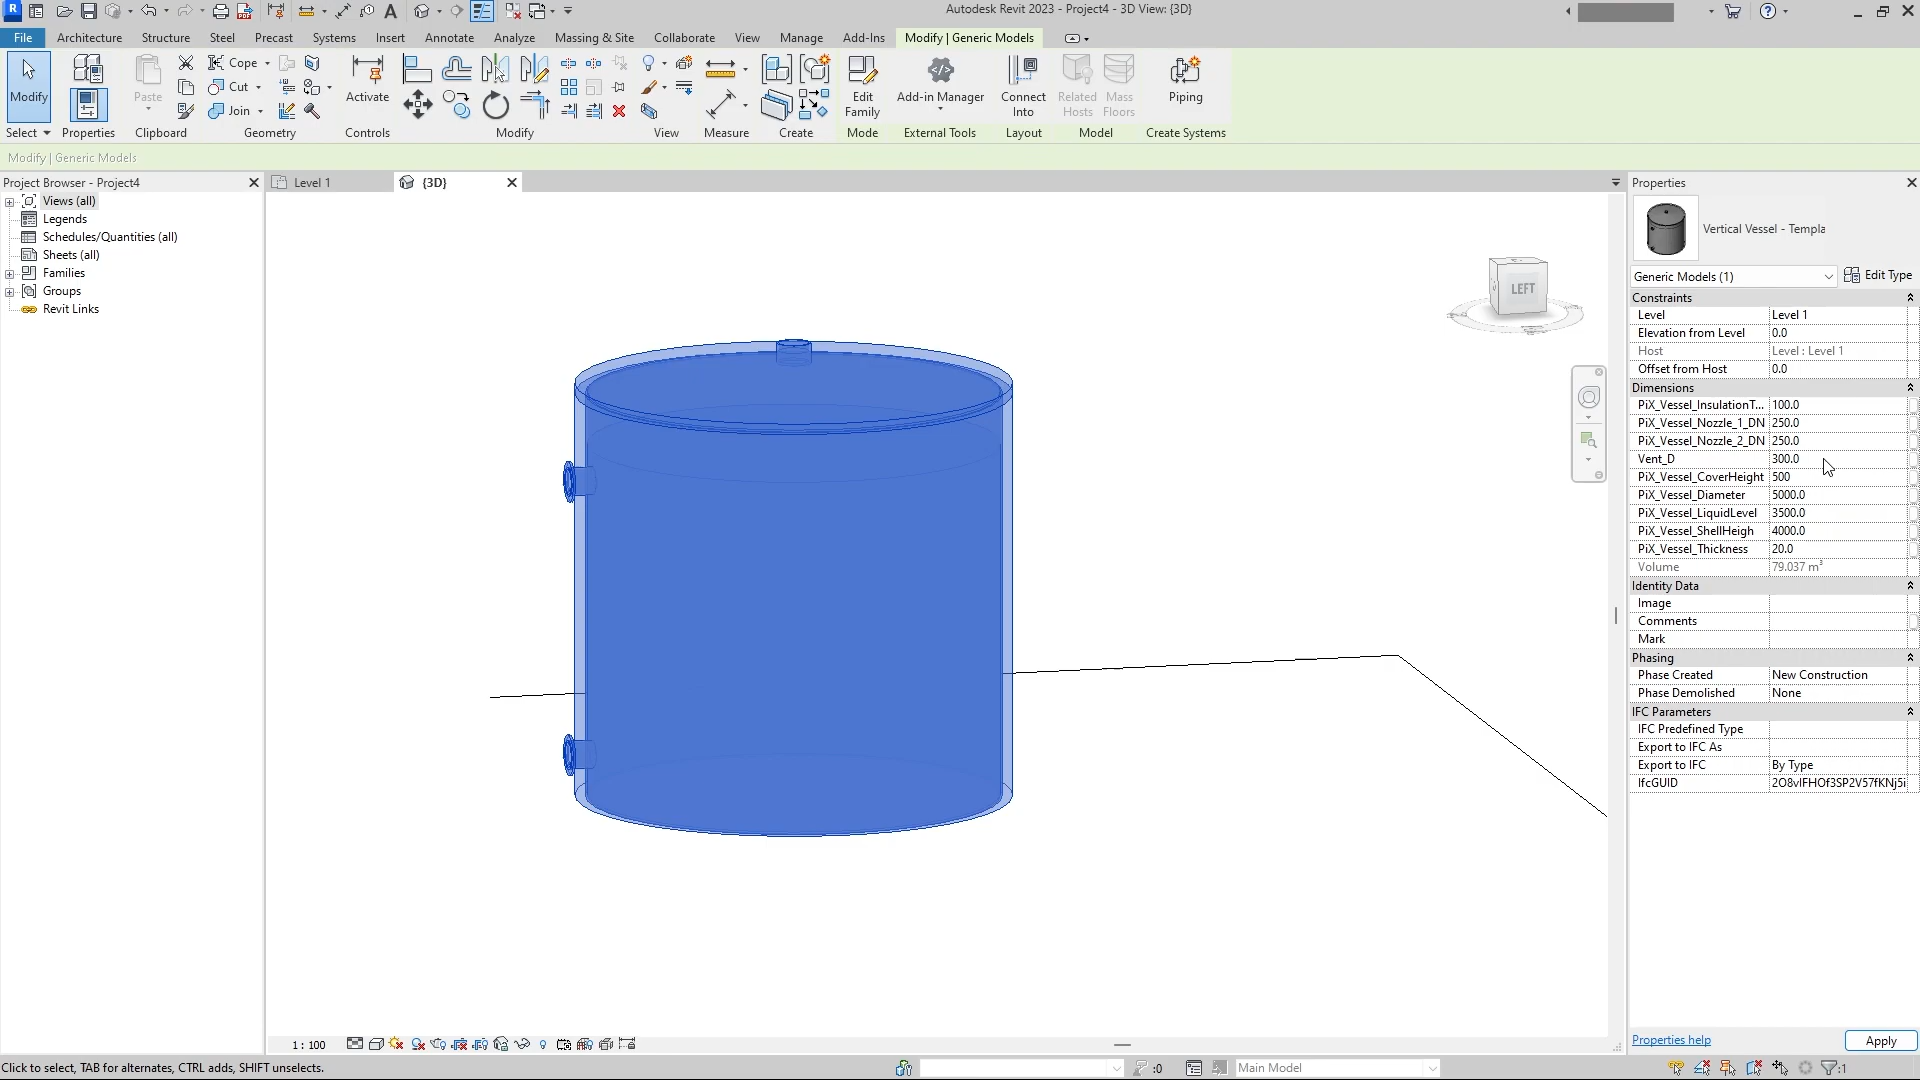 Autodesk Revit 2023 - Project4 - 3D View: {3D}
File
Architecture
Structure
Steel
Precast
Systems
Insert
Annotate
Analyze
Massing & Site
Collaborate
View
Manage
Add-Ins
Modify | Generic Models
Modify
Paste
Cope
Cut
Join
Activate
Edit
Family
Add-in Manager
Connect
Into
Related
Hosts
Mass
Floors
Piping
Select
Properties
Clipboard
Geometry
Controls
Modify
View
Measure
Create
Mode
External Tools
Layout
Model
Create Systems
Modify | Generic Models
Project Browser - Project4
Level 1
{3D}
Properties
Views (all)
Legends
Schedules/Quantities (all)
Sheets (all)
Families
Groups
Revit Links
LEFT
Vertical Vessel - Templa
Generic Models (1)
Edit Type
Constraints
Level Level 1
Elevation from Level 0.0
Host Level : Level 1
Offset from Host 0.0
Dimensions
PiX_Vessel_InsulationT... 100.0
PiX_Vessel_Nozzle_1_DN 250.0
PiX_Vessel_Nozzle_2_DN 250.0
Vent_D 300.0
PiX_Vessel_CoverHeight 500
PiX_Vessel_Diameter 5000.0
PiX_Vessel_LiquidLevel 3500.0
PiX_Vessel_ShellHeigh 4000.0
PiX_Vessel_Thickness 20.0
Volume 79.037 m³
Identity Data
Image
Comments
Mark
Phasing
Phase Created New Construction
Phase Demolished None
IFC Parameters
IFC Predefined Type
Export to IFC As
Export to IFC By Type
IfcGUID 2O8vlFHOf3SP2V57fKNj5i
Properties help
Apply
1 : 100
Click to select, TAB for alternates, CTRL adds, SHIFT unselects.
:0
Main Model
:1